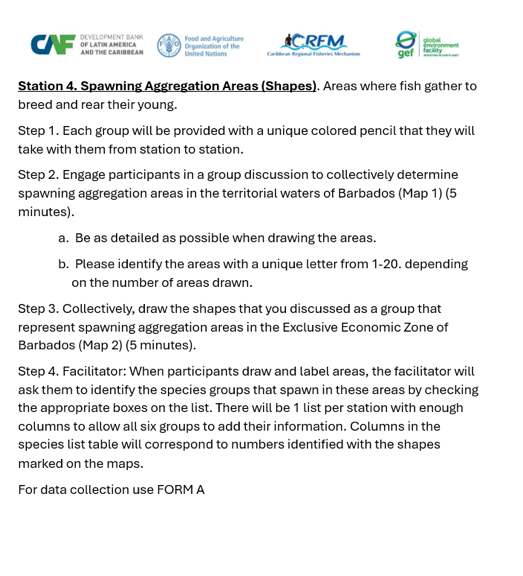 CAF DEVELOPMENT BANK
OF LATIN AMERICA
AND THE CARIBBEAN
FAO
Food and Agriculture
Organization of the
United Nations
CRFM
Caribbean Regional Fisheries Mechanism
gef
global
environment
facility
Station 4. Spawning Aggregation Areas (Shapes). Areas where fish gather to
breed and rear their young.
Step 1. Each group will be provided with a unique colored pencil that they will
take with them from station to station.
Step 2. Engage participants in a group discussion to collectively determine
spawning aggregation areas in the territorial waters of Barbados (Map 1) (5
minutes).
a. Be as detailed as possible when drawing the areas.
b. Please identify the areas with a unique letter from 1-20. depending
on the number of areas drawn.
Step 3. Collectively, draw the shapes that you discussed as a group that
represent spawning aggregation areas in the Exclusive Economic Zone of
Barbados (Map 2) (5 minutes).
Step 4. Facilitator: When participants draw and label areas, the facilitator will
ask them to identify the species groups that spawn in these areas by checking
the appropriate boxes on the list. There will be 1 list per station with enough
columns to allow all six groups to add their information. Columns in the
species list table will correspond to numbers identified with the shapes
marked on the maps.
For data collection use FORM A